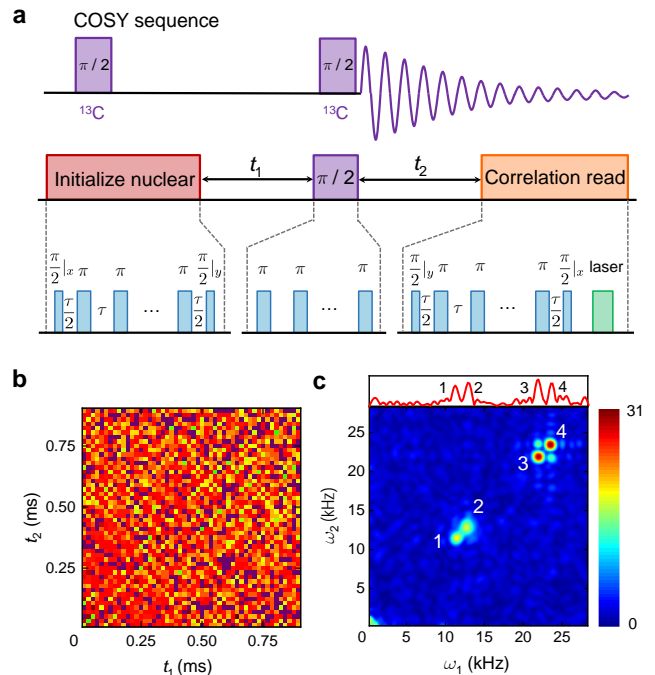 a
COSY sequence
π / 2 π / 2
¹³C ¹³C
Initialize nuclear t₁ π / 2 t₂ Correlation read
π/2|ₓ π π π π/2|ᵧ π π π π/2|ᵧ π π π π/2|ₓ laser
τ/2 τ ... τ/2 ... τ/2 τ ... τ/2
b
0.75
0.50
0.25
0 0.25 0.50 0.75
t₂ (ms)
t₁ (ms)
c
1 2 3 4
31
25
20
15
10
5
0 5 10 15 20 25
0
4
3
2
1
ω₂ (kHz)
ω₁ (kHz)